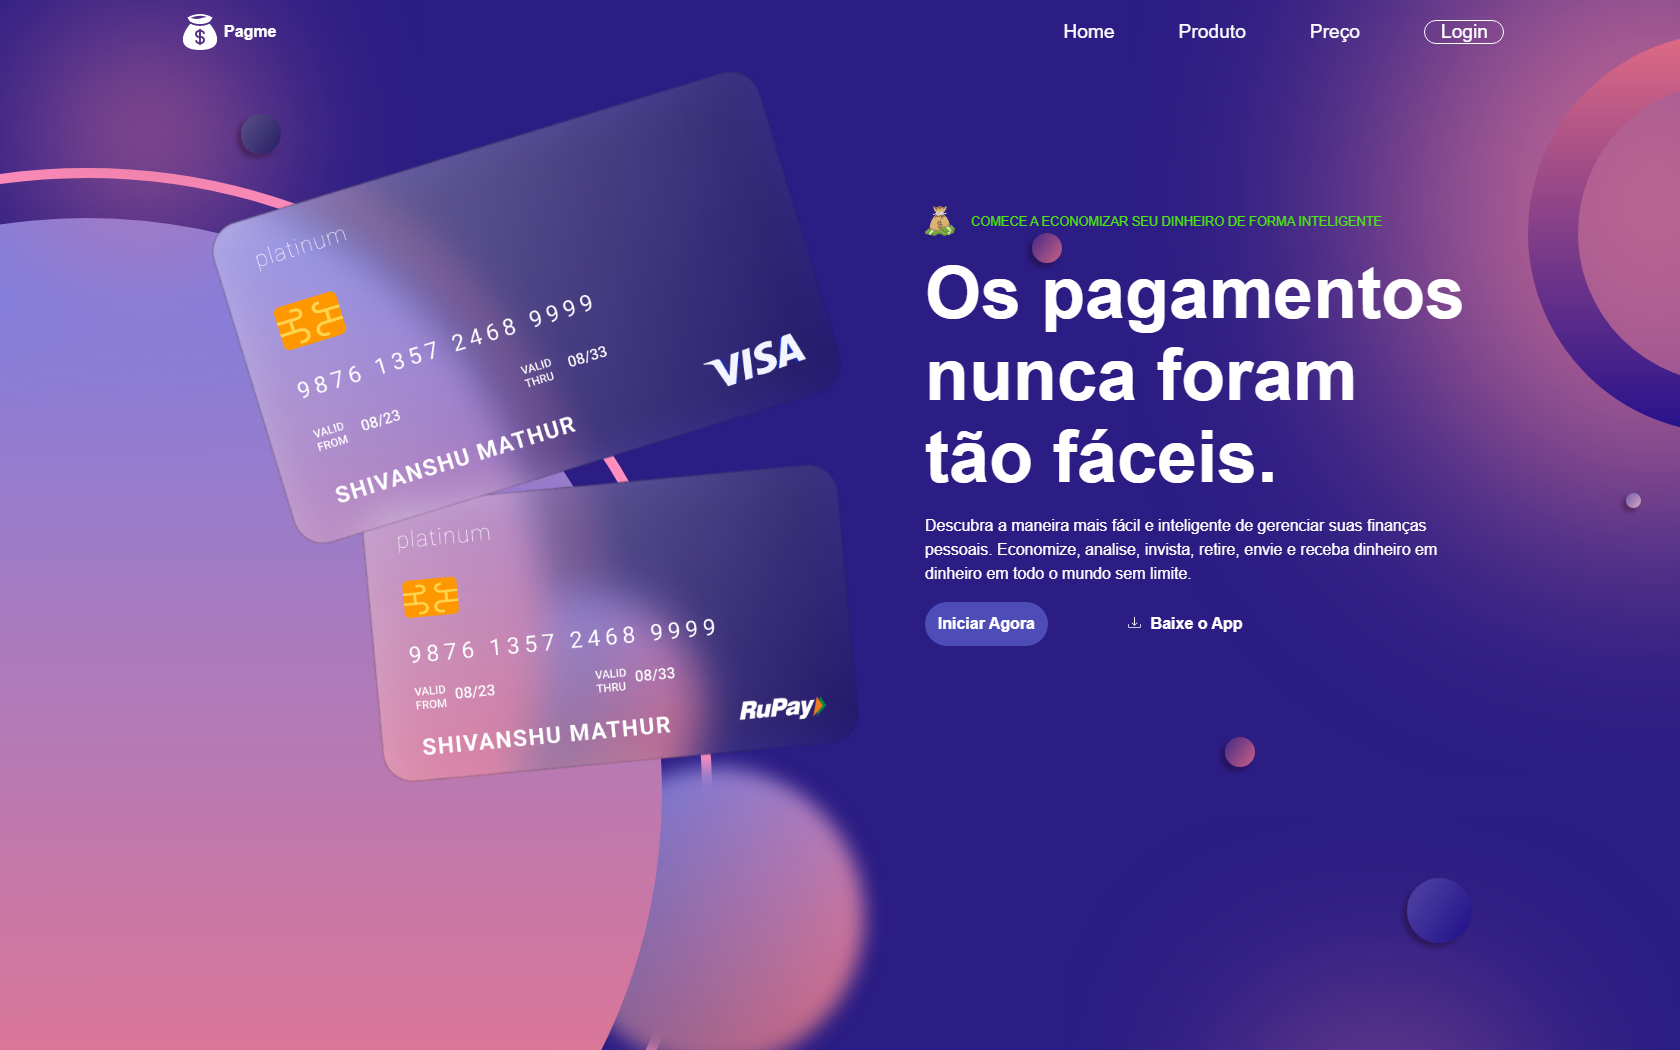 Pagme
Home
Produto
Preço
Login
platinum
9876 1357 2468 9999
VALID
FROM
08/23
VALID
THRU
08/33
VISA
SHIVANSHU MATHUR
platinum
9876 1357 2468 9999
VALID
FROM
08/23
VALID
THRU
08/33
RuPay
SHIVANSHU MATHUR
COMECE A ECONOMIZAR SEU DINHEIRO DE FORMA INTELIGENTE
Os pagamentos
nunca foram
tão fáceis.
Descubra a maneira mais fácil e inteligente de gerenciar suas finanças
pessoais. Economize, analise, invista, retire, envie e receba dinheiro em
dinheiro em todo o mundo sem limite.
Iniciar Agora
Baixe o App